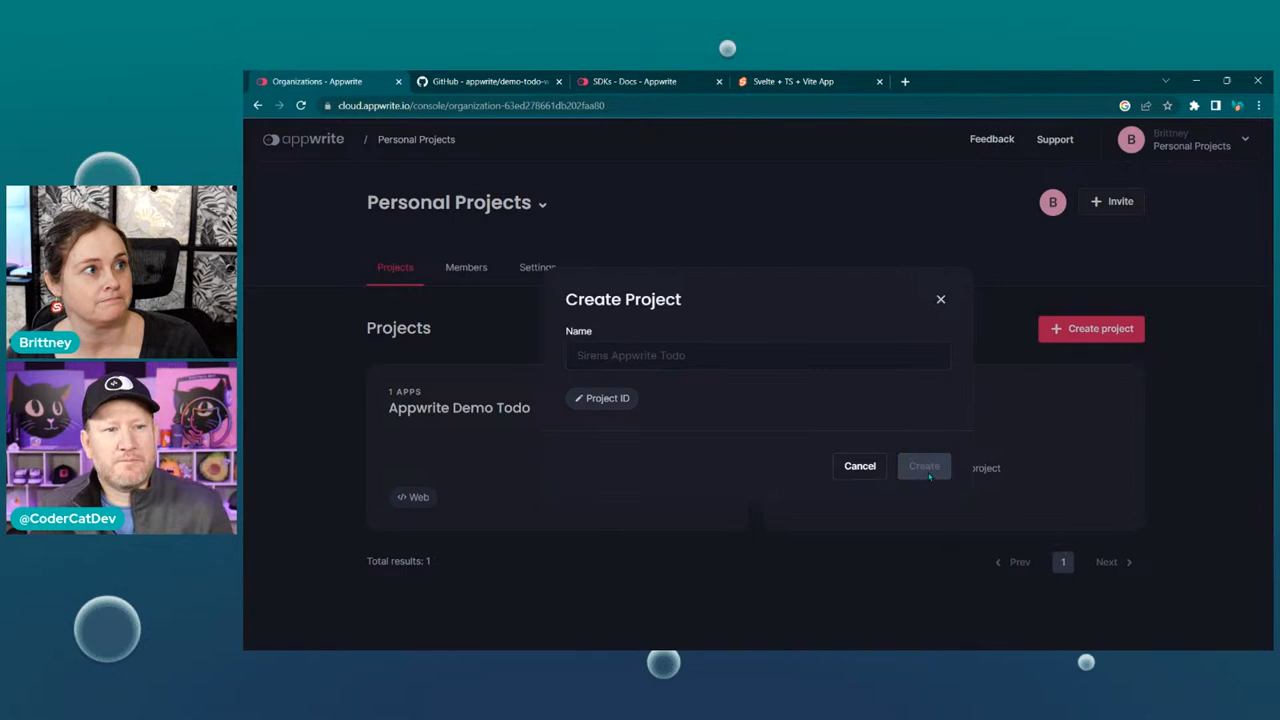 Organizations - Appwrite
GitHub - appwrite/demo-todo-w
SDKs - Docs - Appwrite
Svelte + TS + Vite App
cloud.appwrite.io/console/organization-63ed278661db202faa80
appwrite / Personal Projects
Feedback
Support
B
Brittney
Personal Projects
Personal Projects
B
+ Invite
Projects
Members
Settings
Create Project
Name
Sirens Appwrite Todo
Project ID
Cancel
Create
Projects
+ Create project
1 APPS
Appwrite Demo Todo
project
</> Web
Total results: 1
Prev
1
Next
Brittney
@CoderCatDev